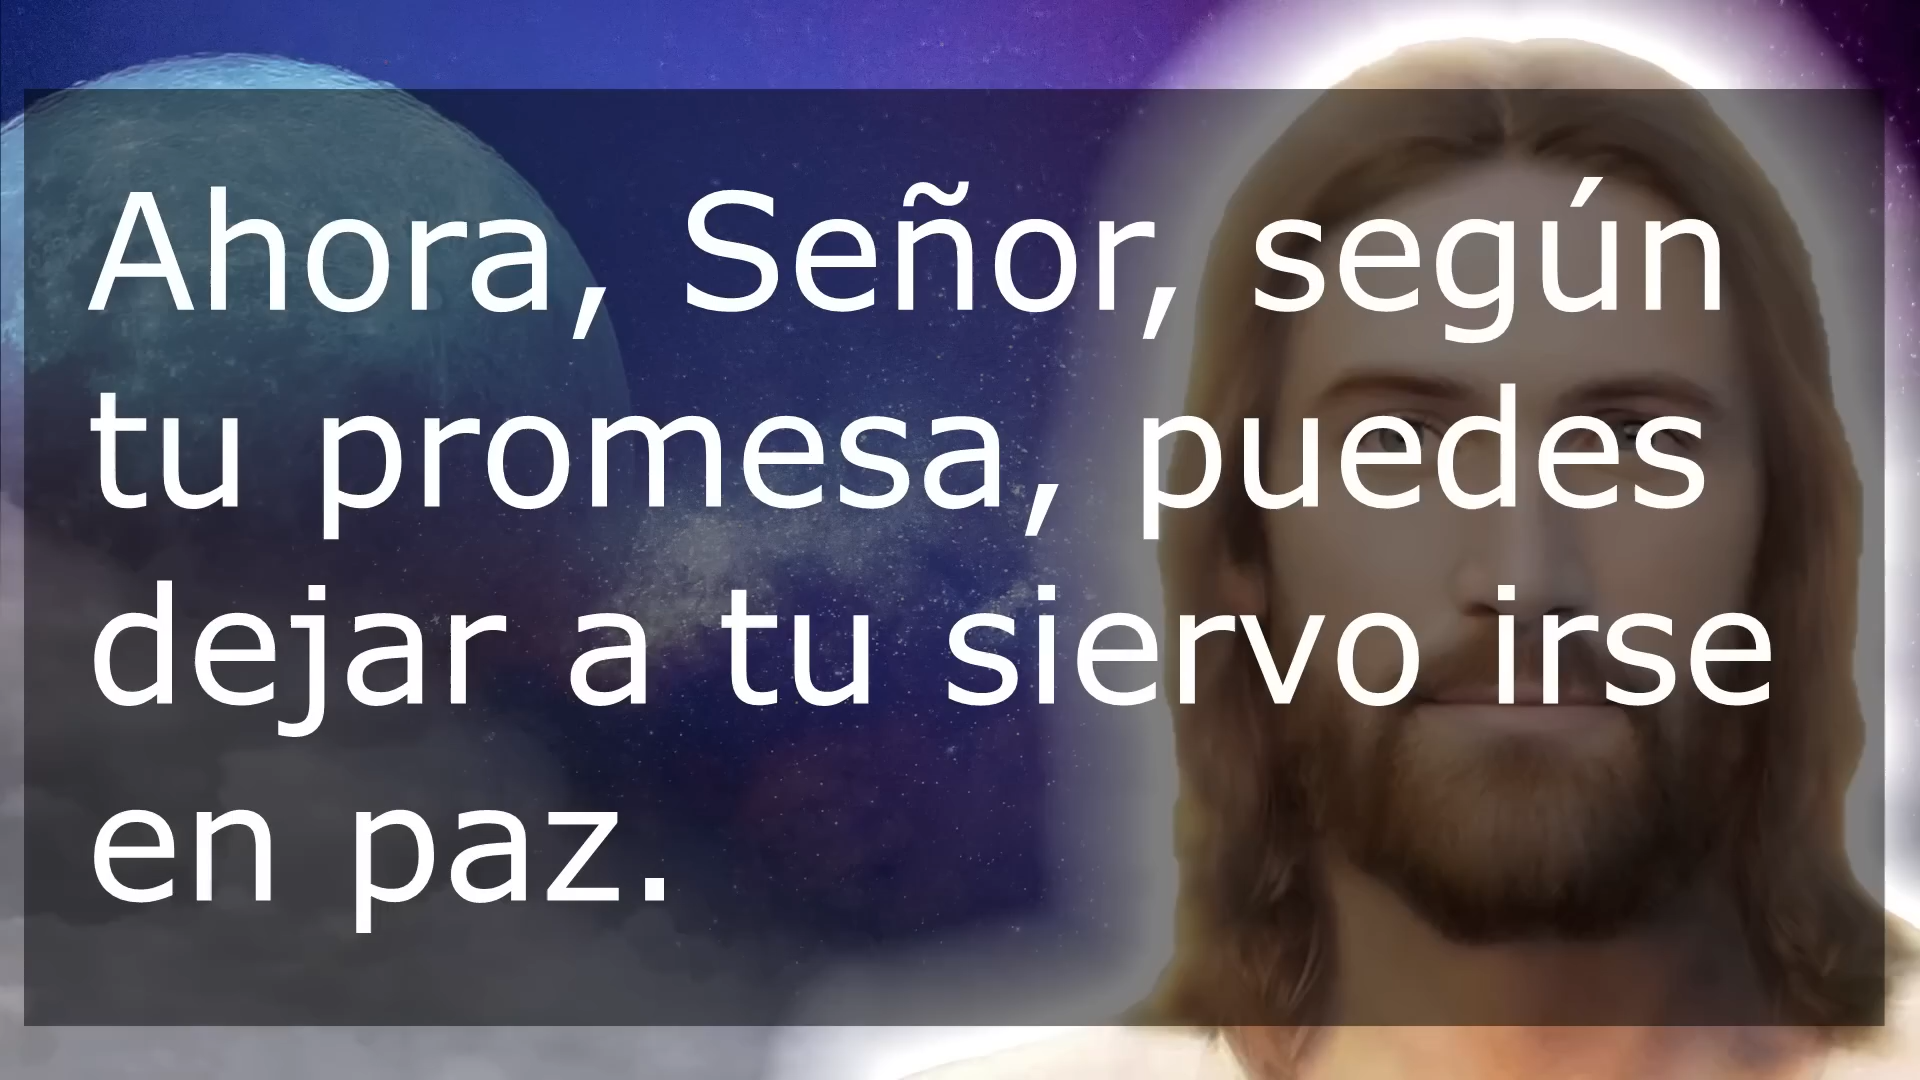 Ahora, Señor, según
tu promesa, puedes
dejar a tu siervo irse
en paz.